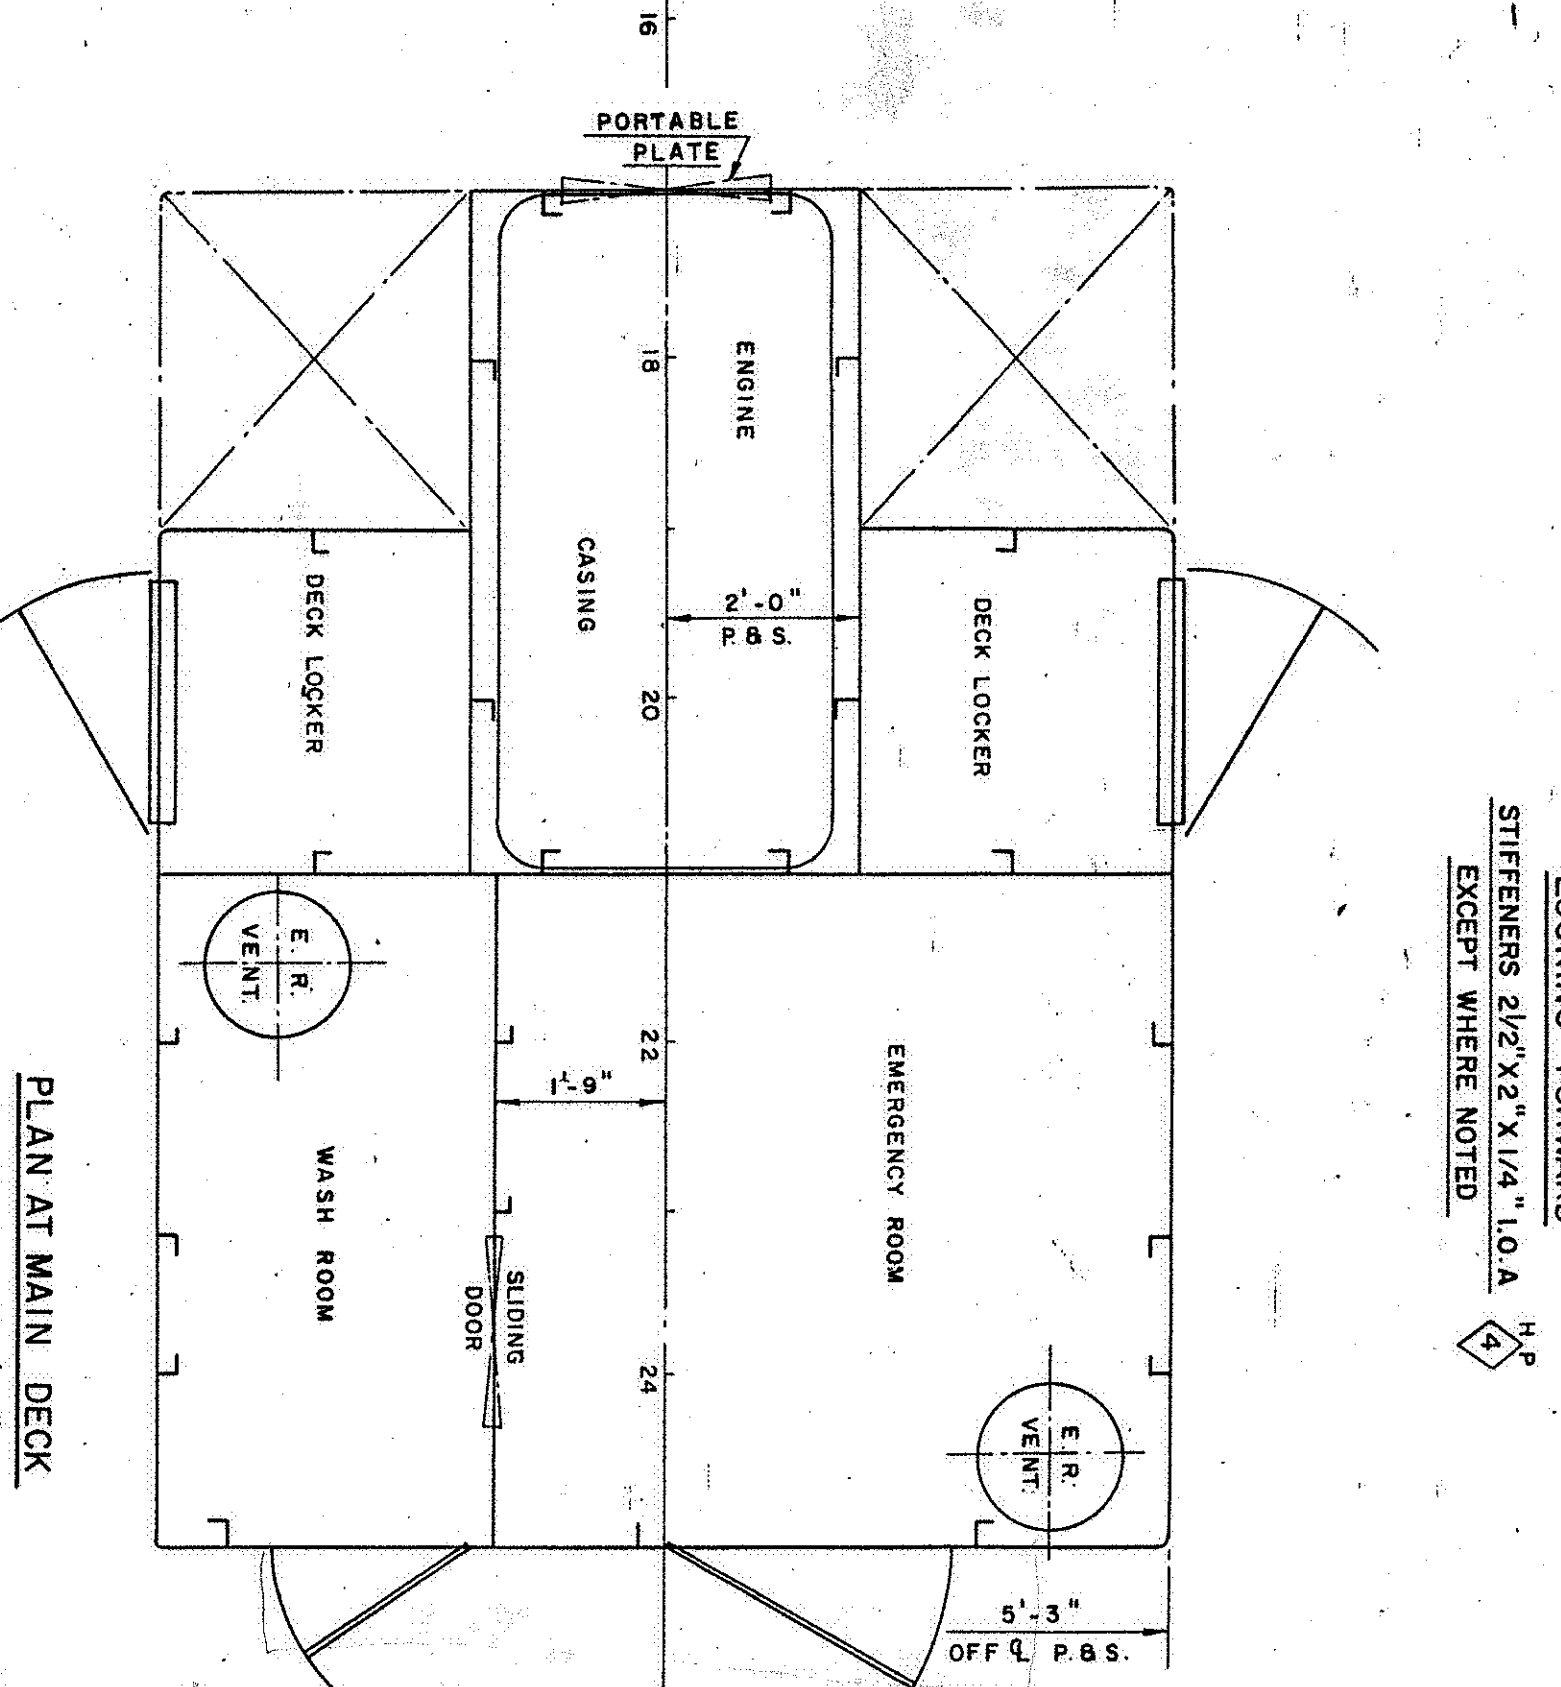 16
PORTABLE
PLATE
ENGINE
18
CASING
2'-0"
P. & S.
DECK LOCKER
DECK LOCKER
20
STIFFENERS 2 1/2" X 2" X 1/4" I.O.A
EXCEPT WHERE NOTED
H.P
4
E. R.
VENT.
22
1'-9"
EMERGENCY ROOM
WASH ROOM
SLIDING
DOOR
24
E. R.
VENT.
5'-3"
OFF ℄ P. & S.
PLAN AT MAIN DECK